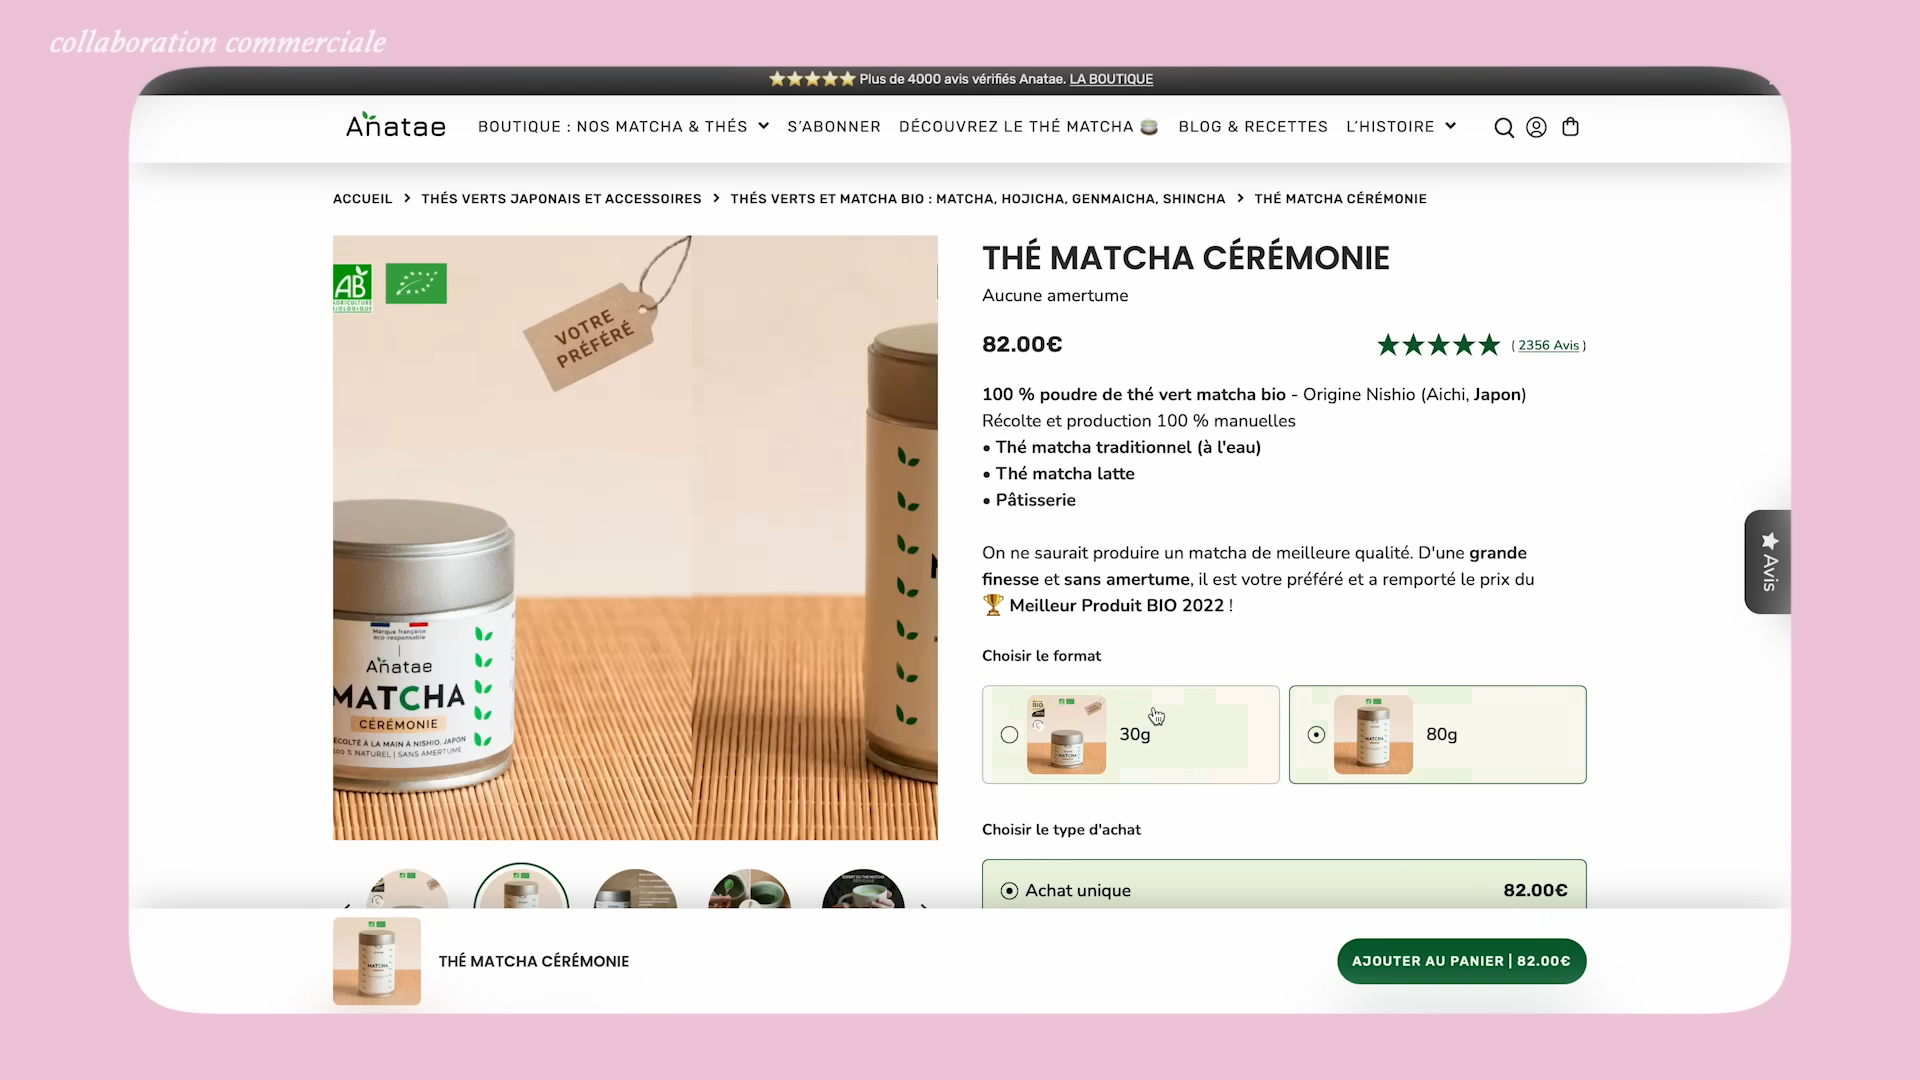 collaboration commerciale
Plus de 4000 avis vérifiés Anatae. LA BOUTIQUE
Anatae
BOUTIQUE : NOS MATCHA & THÉS
S'ABONNER
DÉCOUVREZ LE THÉ MATCHA
BLOG & RECETTES
L'HISTOIRE
ACCUEIL > THÉS VERTS JAPONAIS ET ACCESSOIRES > THÉS VERTS ET MATCHA BIO : MATCHA, HOJICHA, GENMAICHA, SHINCHA > THÉ MATCHA CÉRÉMONIE
AB
AGRICULTURE
BIOLOGIQUE
VOTRE
PRÉFÉRÉ
Marque française
éco-responsable
Anatae
MATCHA
CÉRÉMONIE
RÉCOLTÉ À LA MAIN À NISHIO, JAPON
100 % NATUREL | SANS AMERTUME
THÉ MATCHA CÉRÉMONIE
Aucune amertume
82.00€
( 2356 Avis )
100 % poudre de thé vert matcha bio - Origine Nishio (Aichi, Japon)
Récolte et production 100 % manuelles
• Thé matcha traditionnel (à l'eau)
• Thé matcha latte
• Pâtisserie
On ne saurait produire un matcha de meilleure qualité. D'une grande
finesse et sans amertume, il est votre préféré et a remporté le prix du
🏆 Meilleur Produit BIO 2022 !
Avis
Choisir le format
30g
80g
Choisir le type d'achat
Achat unique
82.00€
THÉ MATCHA CÉRÉMONIE
AJOUTER AU PANIER | 82.00€